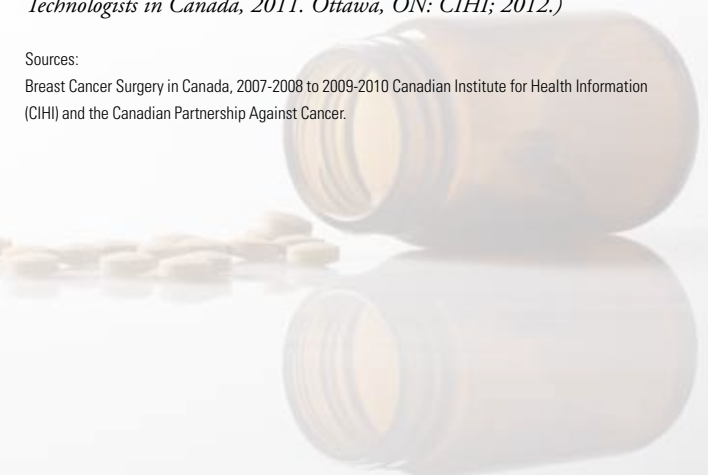 Technologists in Canada, 2011. Ottawa, ON: CIHI; 2012.)
Sources:
Breast Cancer Surgery in Canada, 2007-2008 to 2009-2010 Canadian Institute for Health Information
(CIHI) and the Canadian Partnership Against Cancer.